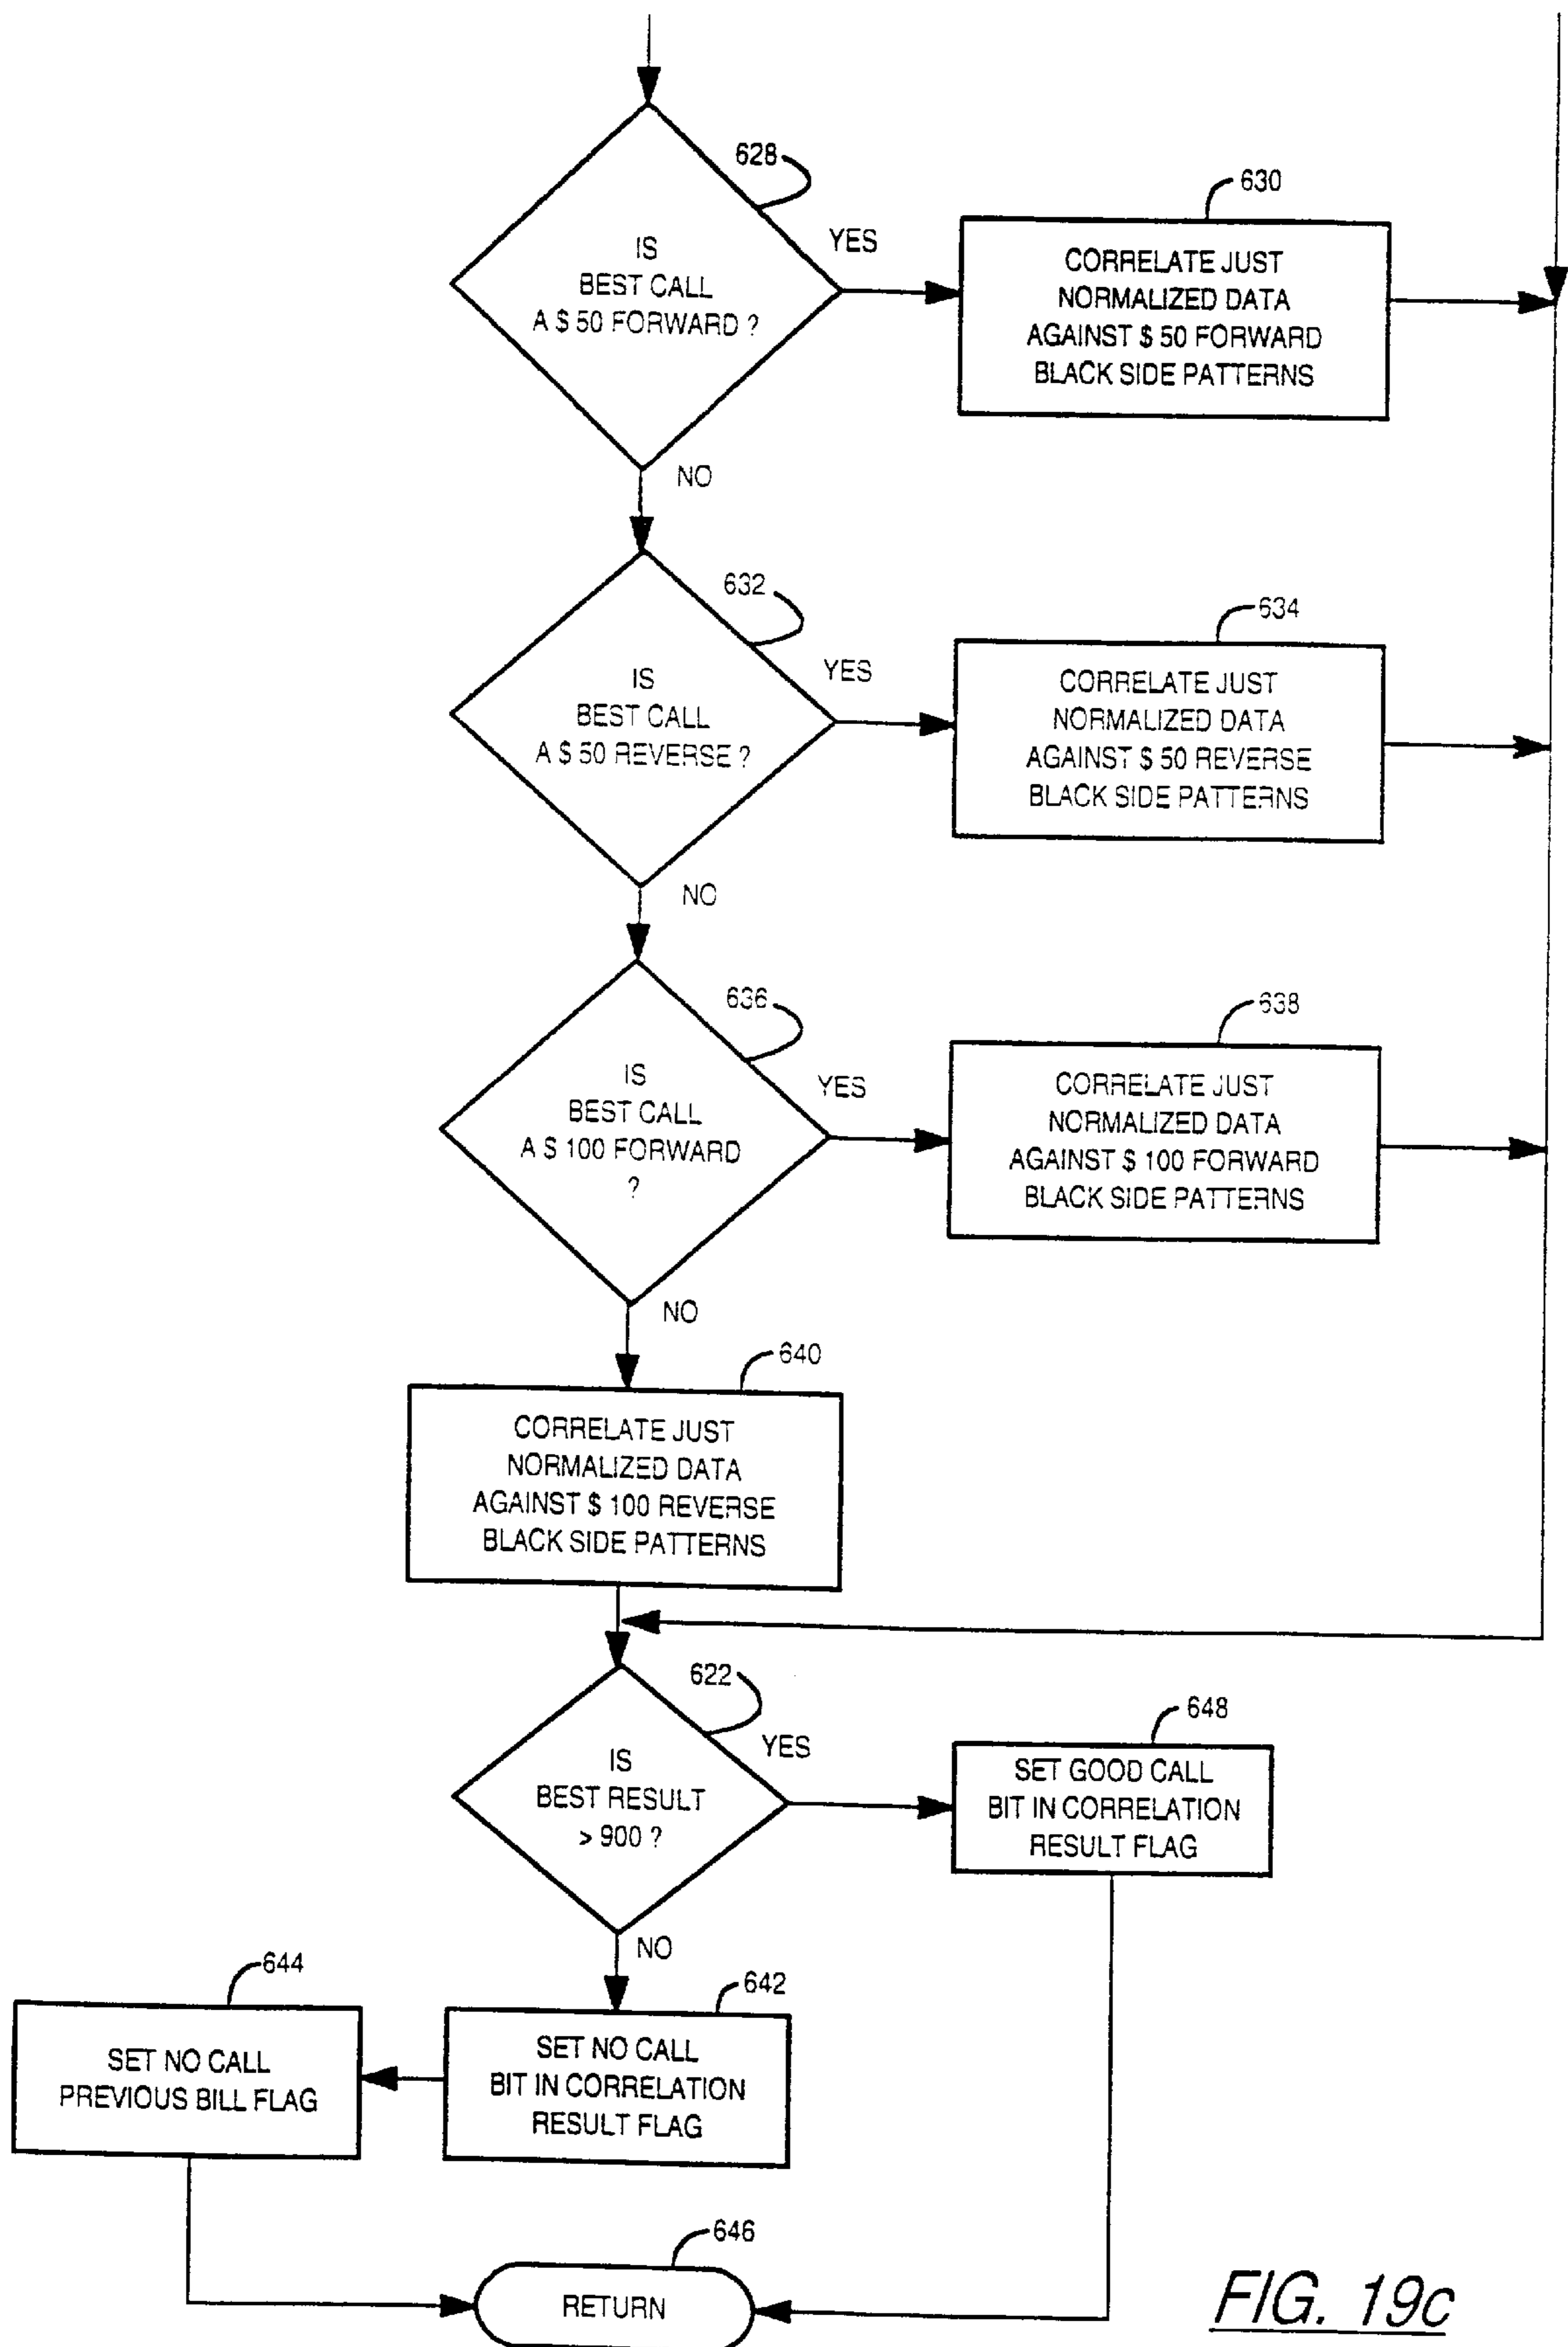 628
IS
BEST CALL
A $ 50 FORWARD ?
YES
NO
630
CORRELATE JUST
NORMALIZED DATA
AGAINST $ 50 FORWARD
BLACK SIDE PATTERNS
632
IS
BEST CALL
A $ 50 REVERSE ?
YES
NO
634
CORRELATE JUST
NORMALIZED DATA
AGAINST $ 50 REVERSE
BLACK SIDE PATTERNS
636
IS
BEST CALL
A $ 100 FORWARD
?
YES
NO
638
CORRELATE JUST
NORMALIZED DATA
AGAINST $ 100 FORWARD
BLACK SIDE PATTERNS
640
CORRELATE JUST
NORMALIZED DATA
AGAINST $ 100 REVERSE
BLACK SIDE PATTERNS
622
IS
BEST RESULT
> 900 ?
YES
NO
648
SET GOOD CALL
BIT IN CORRELATION
RESULT FLAG
644
SET NO CALL
PREVIOUS BILL FLAG
642
SET NO CALL
BIT IN CORRELATION
RESULT FLAG
646
RETURN
FIG. 19c